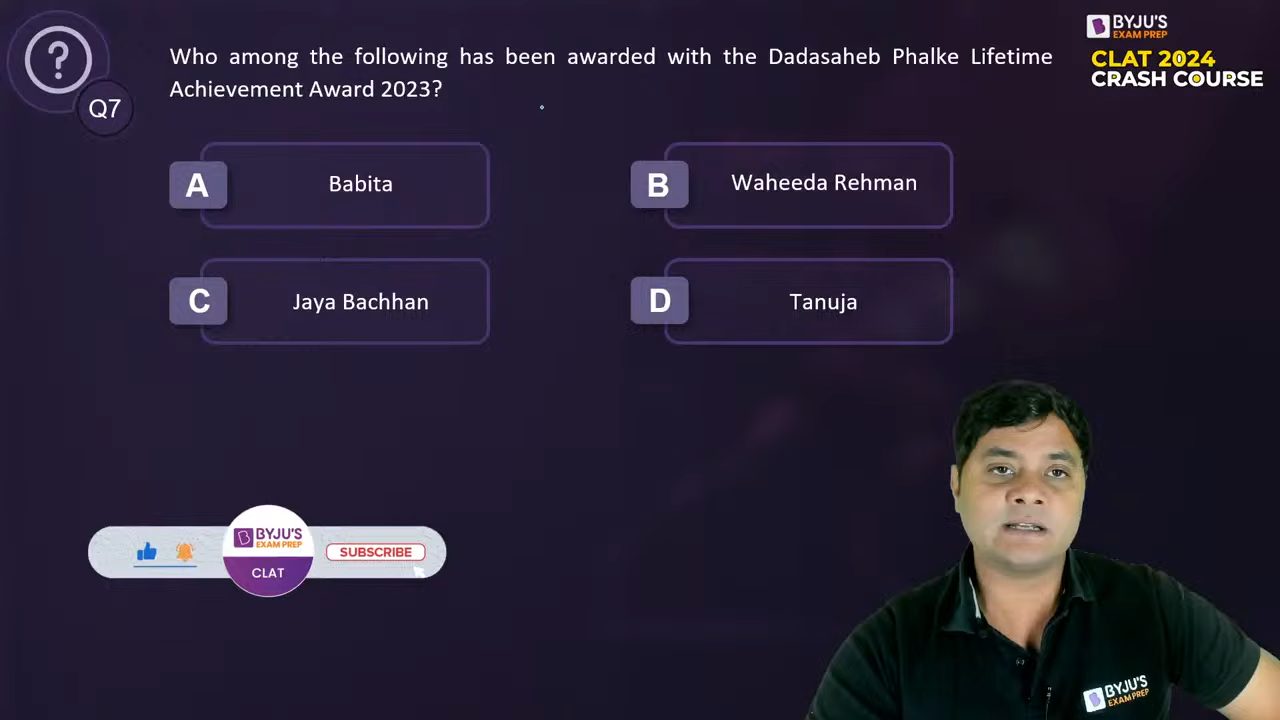 ?
Q7
Who among the following has been awarded with the Dadasaheb Phalke Lifetime
Achievement Award 2023?
BYJU'S
EXAM PREP
CLAT 2024
CRASH COURSE
A
Babita
B
Waheeda Rehman
C
Jaya Bachhan
D
Tanuja
BYJU'S
EXAM PREP
CLAT
SUBSCRIBE
BYJU'S
EXAM PREP